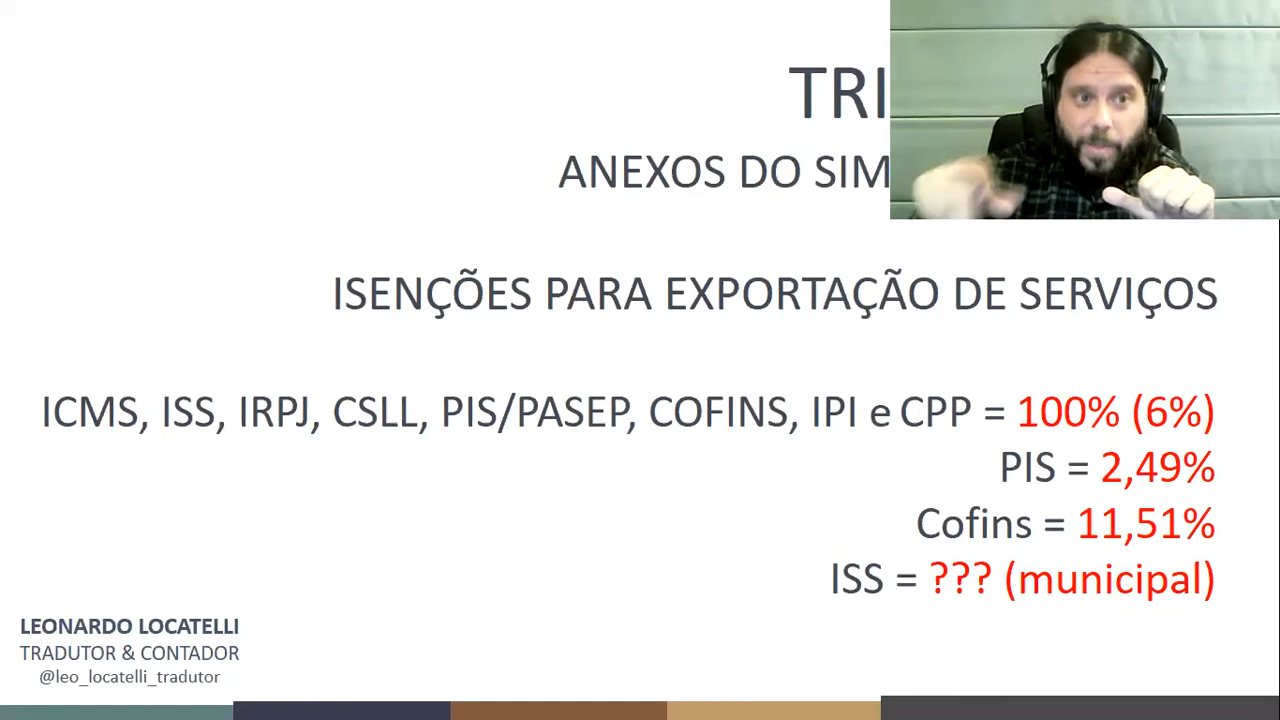 TRI
ANEXOS DO SIM
ISENÇÕES PARA EXPORTAÇÃO DE SERVIÇOS
ICMS, ISS, IRPJ, CSLL, PIS/PASEP, COFINS, IPI e CPP = 100% (6%)
PIS = 2,49%
Cofins = 11,51%
ISS = ??? (municipal)
LEONARDO LOCATELLI
TRADUTOR & CONTADOR
@leo_locatelli_tradutor